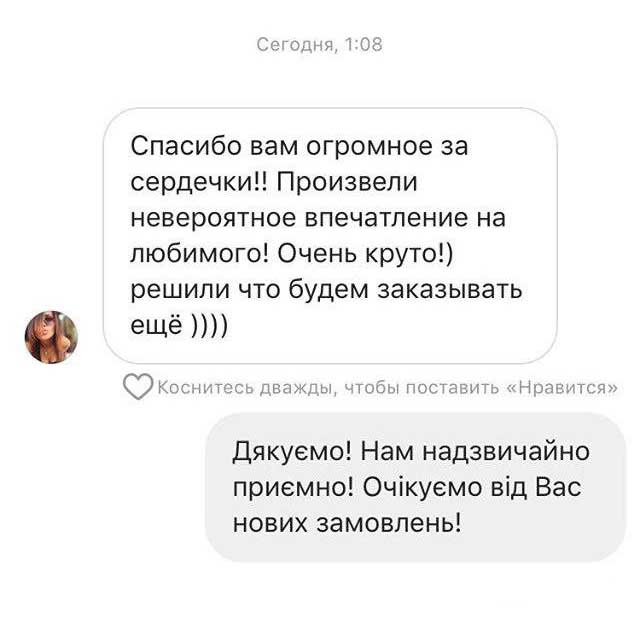 Сегодня, 1:08
Спасибо вам огромное за
сердечки!! Произвели
невероятное впечатление на
любимого! Очень круто!)
решили что будем заказывать
ещё ))))
Коснитесь дважды, чтобы поставить «Нравится»
Дякуємо! Нам надзвичайно
приємно! Очікуємо від Вас
нових замовлень!